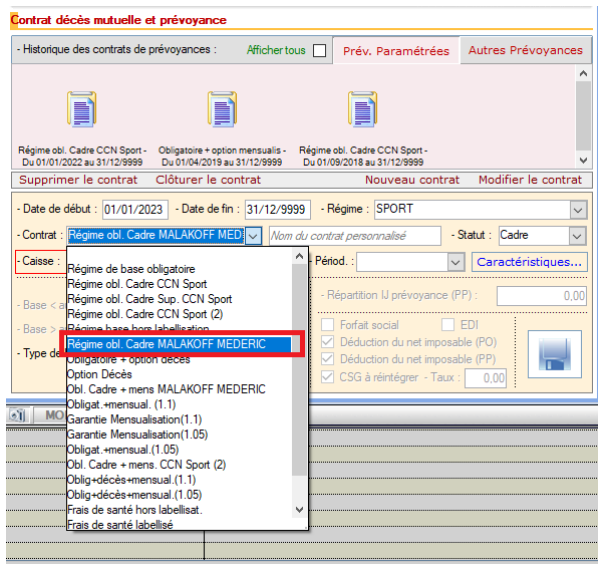 Contrat décès mutuelle et prévoyance
- Historique des contrats de prévoyances : Afficher tous Prév. Paramétrées Autres Prévoyances
Régime obl. Cadre CCN Sport - Obligatoire + option mensualis - Régime obl. Cadre CCN Sport -
Du 01/01/2022 au 31/12/9999 Du 01/04/2019 au 31/12/9999 Du 01/09/2018 au 31/12/9999
Supprimer le contrat Clôturer le contrat Nouveau contrat Modifier le contrat
- Date de début : 01/01/2023 - Date de fin : 31/12/9999 - Régime : SPORT
- Contrat : Régime obl. Cadre MALAKOFF MED Nom du contrat personnalisé - Statut : Cadre
- Caisse : Périod. : Caractéristiques...
Régime de base obligatoire
Régime obl. Cadre CCN Sport
Régime obl. Cadre Sup. CCN Sport - Répartition IJ prévoyance (PP) : 0,00
- Base <
Régime obl. Cadre CCN Sport (2)
- Base > Régime base hors labellisation Forfait social EDI
Régime obl. Cadre MALAKOFF MEDERIC Déduction du net imposable (PO)
- Type de Obligatoire + option décès Déduction du net imposable (PP)
Option Décès
Obl. Cadre + mens MALAKOFF MEDERIC CSG à réintégrer - Taux : 0,00
Obligat.+mensual. (1.1)
MO Garantie Mensualisation(1.1)
Garantie Mensualisation(1.05)
Obligat.+mensual.(1.05)
Obl. Cadre + mens. CCN Sport (2)
Oblig+décès+mensual.(1.1)
Oblig+décès+mensual.(1.05)
Frais de santé hors labellisat.
Frais de santé labellisé